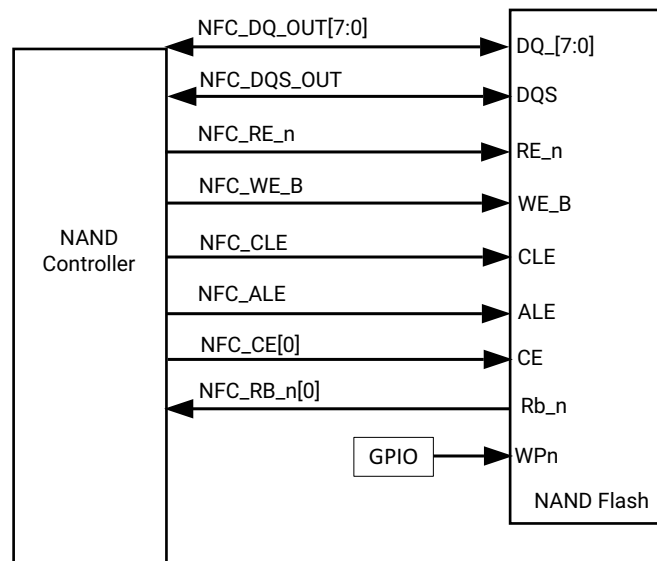 NFC_DQ_OUT[7:0]
DQ_[7:0]
NFC_DQS_OUT
DQS
NFC_RE_n
RE_n
NFC_WE_B
WE_B
NAND
Controller
NFC_CLE
CLE
NFC_ALE
ALE
NFC_CE[0]
CE
NFC_RB_n[0]
Rb_n
GPIO
WPn
NAND Flash